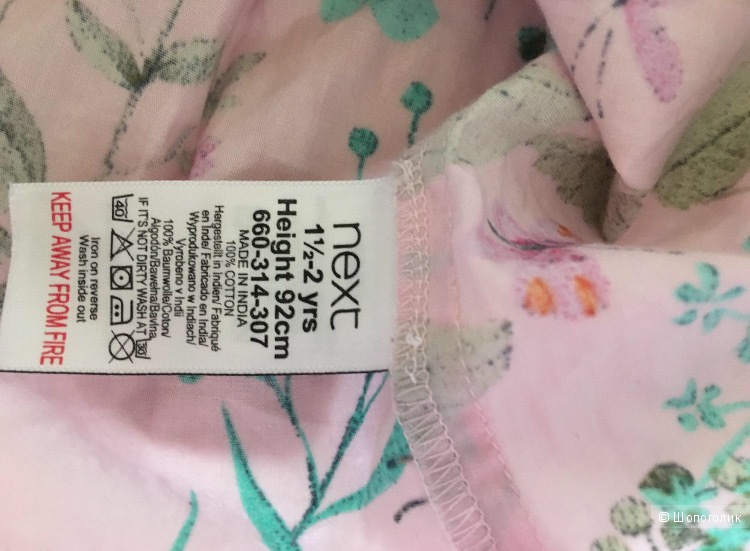 next
1½-2 yrs
Height 92cm
660-314-307
MADE IN INDIA
100% COTTON
Hergestellt in Indien/ Fabriqué
en Inde/ Fabricado en India/
Wyprodukowano w Indiach/
Vyrobeno v Indii
100% Baumwolle/Coton/
Algodón/Bawełna/Bavlna
IF IT'S NOT DIRTY WASH AT 30
40
Iron on reverse
Wash inside out
KEEP AWAY FROM FIRE
© Шопоголик